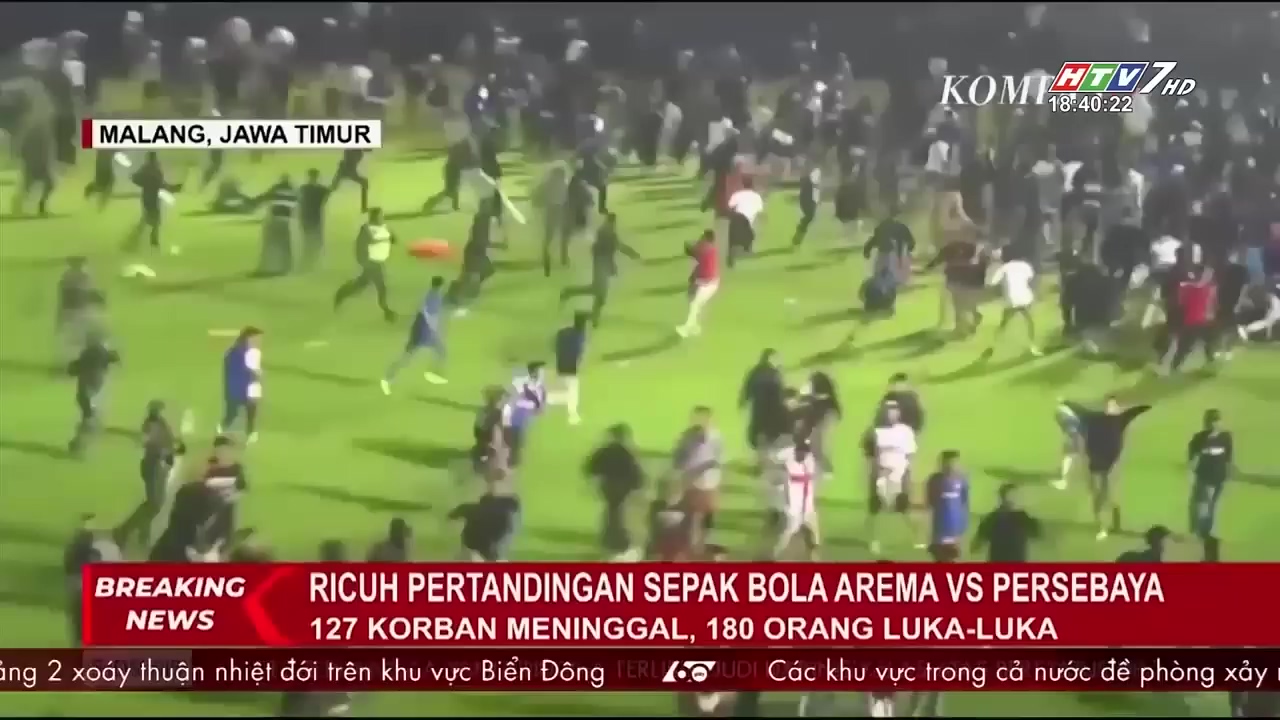 KOM
HTV7 HD
18:40:22
MALANG, JAWA TIMUR
BREAKING NEWS
RICUH PERTANDINGAN SEPAK BOLA AREMA VS PERSEBAYA
127 KORBAN MENINGGAL, 180 ORANG LUKA-LUKA
2 xoáy thuận nhiệt đới trên khu vực Biển Đông
60
Các khu vực trong cả nước đề phòng xảy